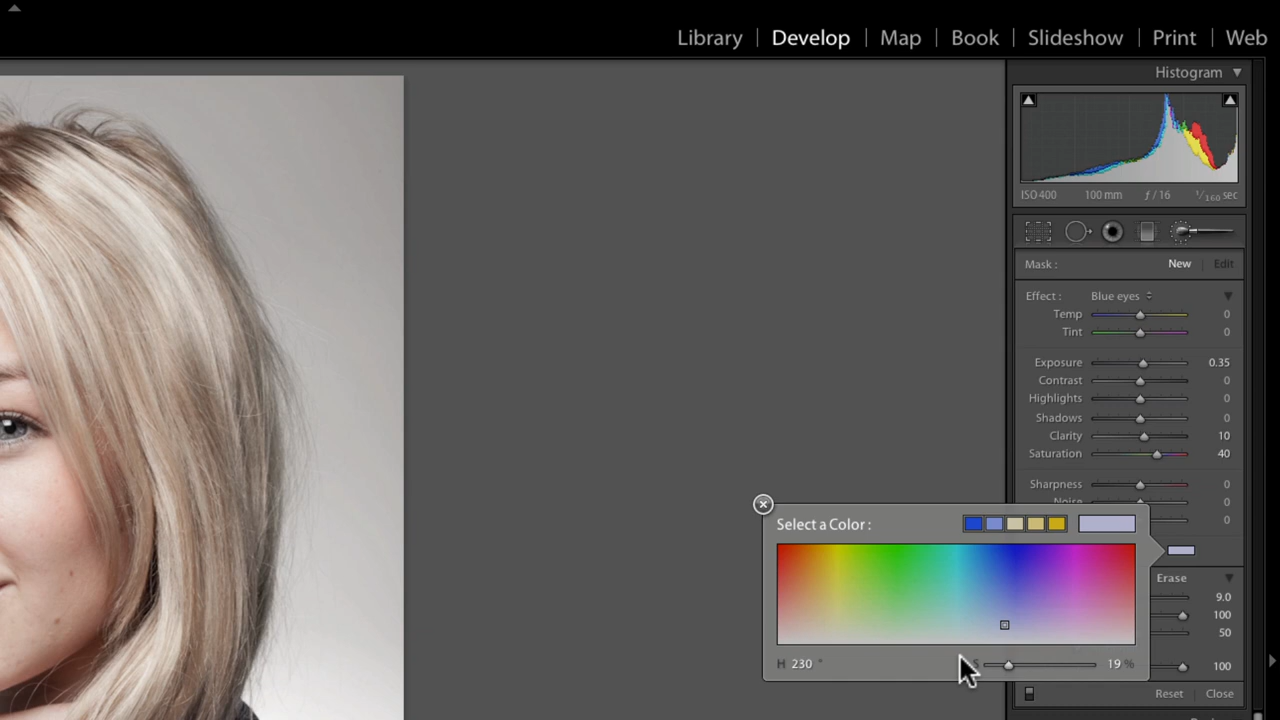 Library | Develop | Map | Book | Slideshow | Print | Web
Histogram
ISO 400 100 mm f / 16 1/160 sec
Mask : New | Edit
Effect : Blue eyes
Temp 0
Tint 0
Exposure 0.35
Contrast 0
Highlights 0
Shadows 0
Clarity 10
Saturation 40
Sharpness 0
Noise
0
Select a Color :
Erase
9.0
100
50
H 230 ° S 19 %
100
Reset Close